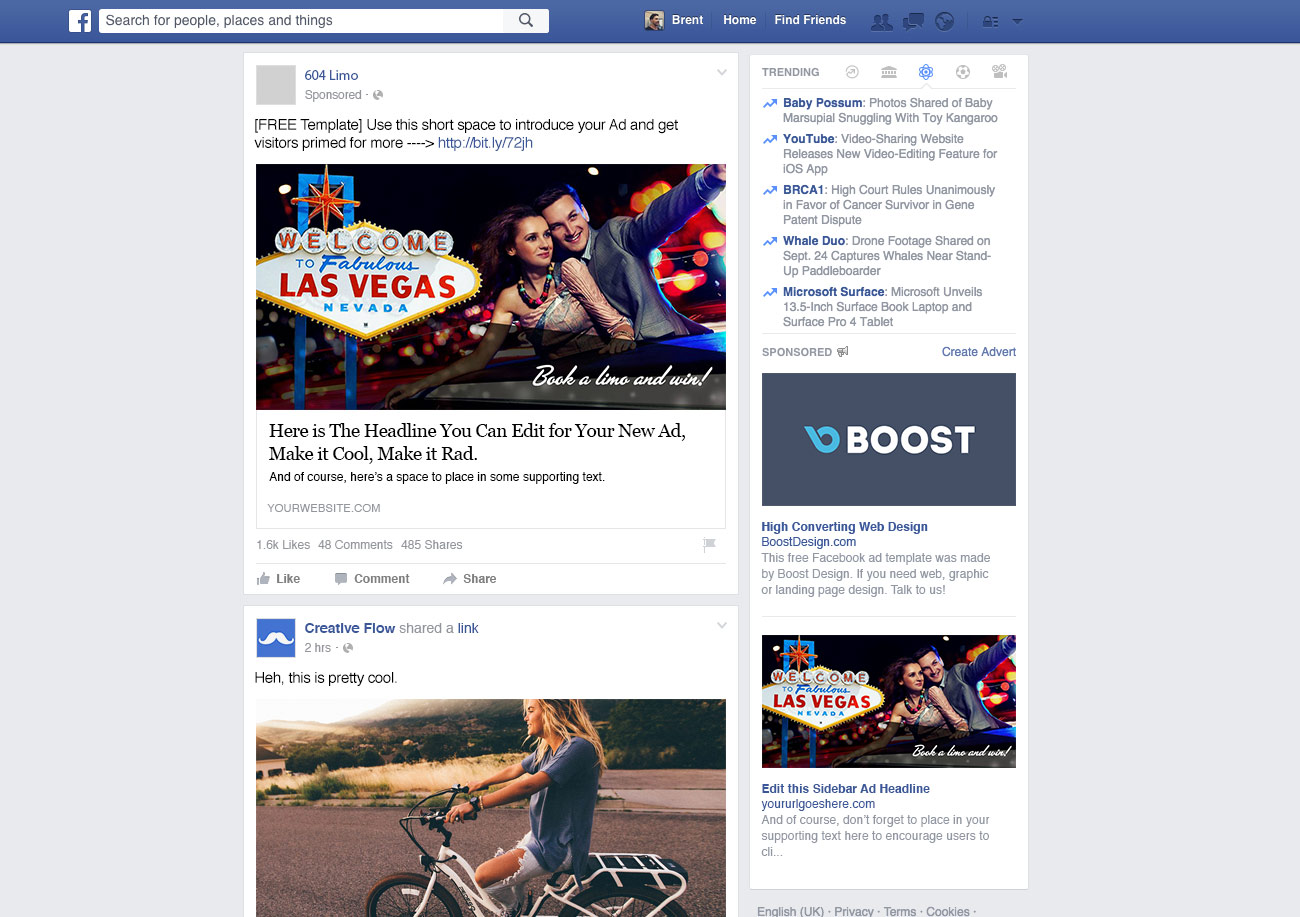 Search for people, places and things
Brent
Home
Find Friends
604 Limo
Sponsored ·
[FREE Template] Use this short space to introduce your Ad and get
visitors primed for more ----> http://bit.ly/72jh
WELCOME
TO Fabulous
LAS VEGAS
NEVADA
Book a limo and win!
Here is The Headline You Can Edit for Your New Ad,
Make it Cool, Make it Rad.
And of course, here's a space to place in some supporting text.
YOURWEBSITE.COM
1.6k Likes 48 Comments 485 Shares
Like Comment Share
Creative Flow shared a link
2 hrs ·
Heh, this is pretty cool.
TRENDING
Baby Possum: Photos Shared of Baby
Marsupial Snuggling With Toy Kangaroo
YouTube: Video-Sharing Website
Releases New Video-Editing Feature for
iOS App
BRCA1: High Court Rules Unanimously
in Favor of Cancer Survivor in Gene
Patent Dispute
Whale Duo: Drone Footage Shared on
Sept. 24 Captures Whales Near Stand-
Up Paddleboarder
Microsoft Surface: Microsoft Unveils
13.5-Inch Surface Book Laptop and
Surface Pro 4 Tablet
SPONSORED
Create Advert
BOOST
High Converting Web Design
BoostDesign.com
This free Facebook ad template was made
by Boost Design. If you need web, graphic
or landing page design. Talk to us!
WELCOME
TO Fabulous
LAS VEGAS
NEVADA
Book a limo and win!
Edit this Sidebar Ad Headline
yoururlgoeshere.com
And of course, don't forget to place in your
supporting text here to encourage users to
cli...
English (UK) · Privacy · Terms · Cookies ·